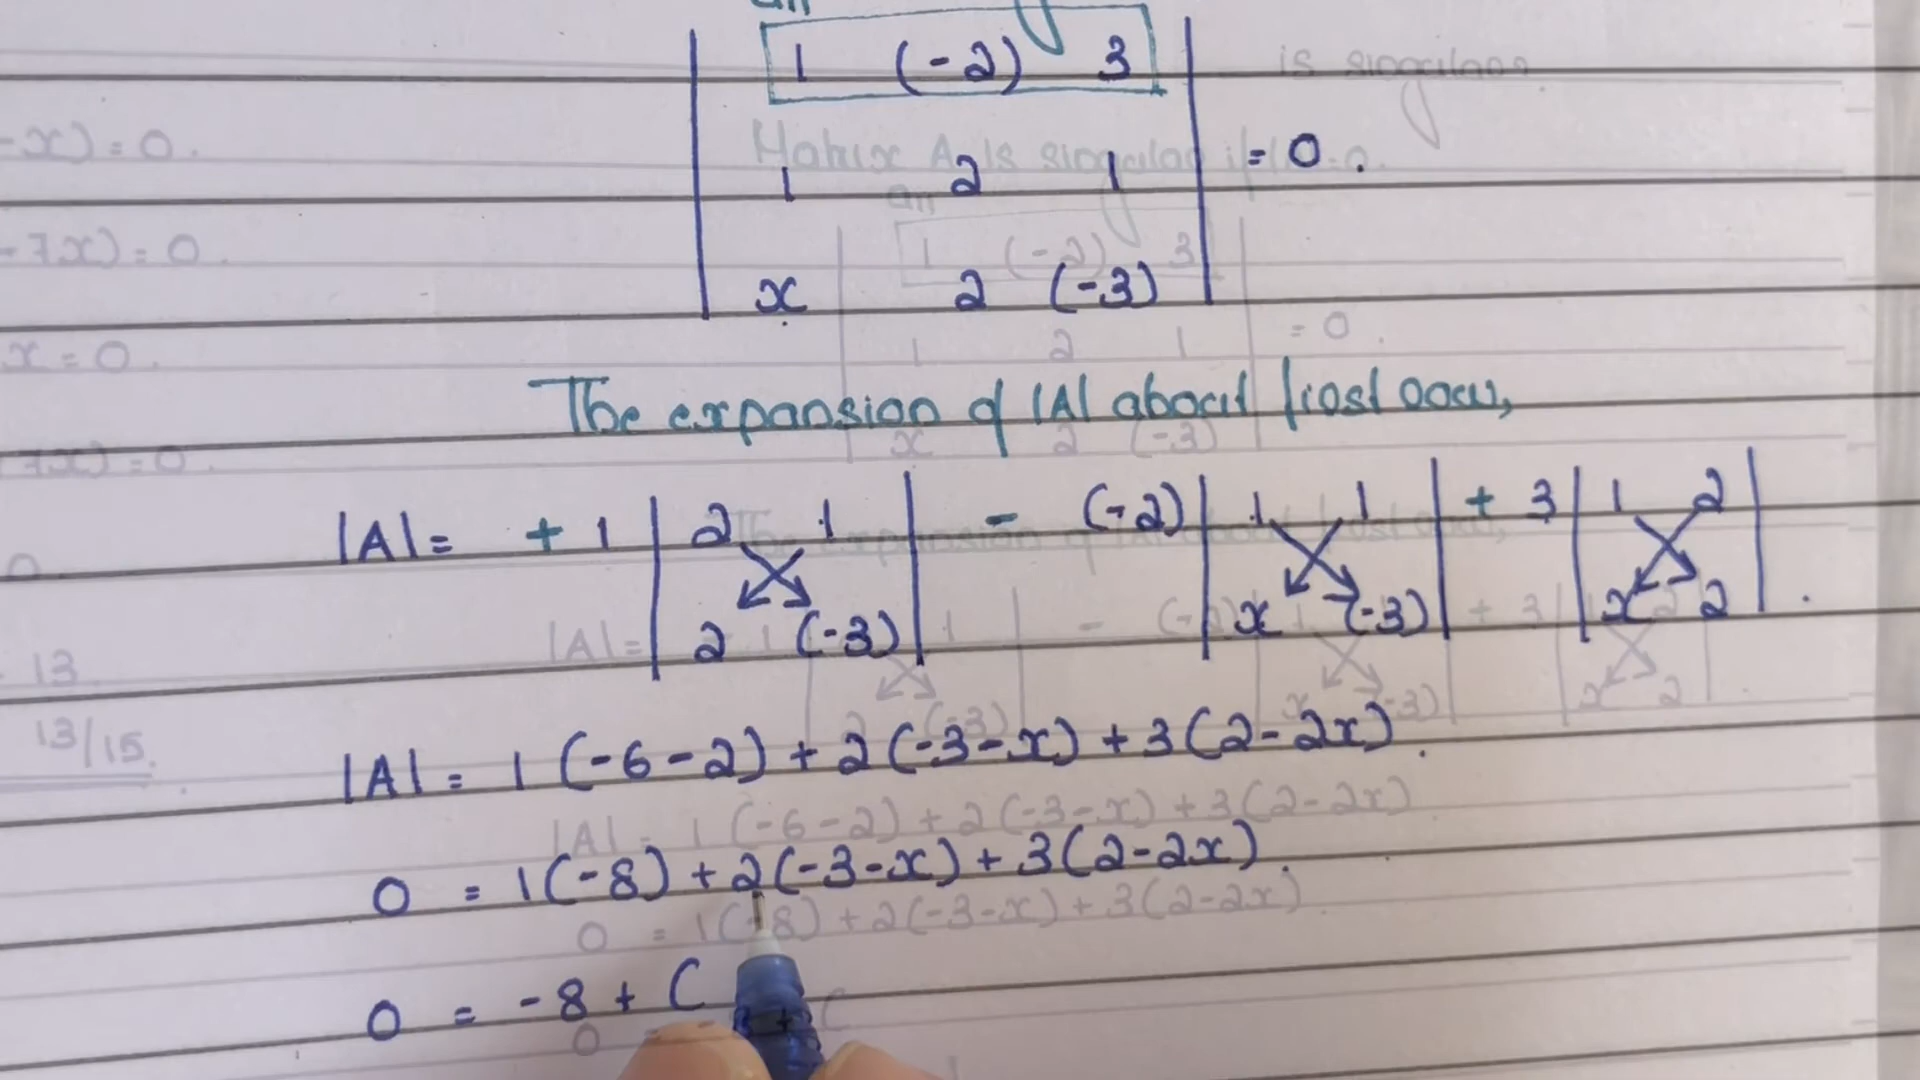 1 (-2) 3
1 2 1 = 0.
x 2 (-3)
The expansion of |A| about first row,
|A| = + 1 | 2 1 | - (-2) | 1 1 | + 3 | 1 2 |
2 (-3) x (-3) x 2 .
|A| = 1 (-6 - 2) + 2 (-3 - x) + 3 (2 - 2x).
0 = 1(-8) + 2 (-3 - x) + 3 (2 - 2x).
0 = -8 + (